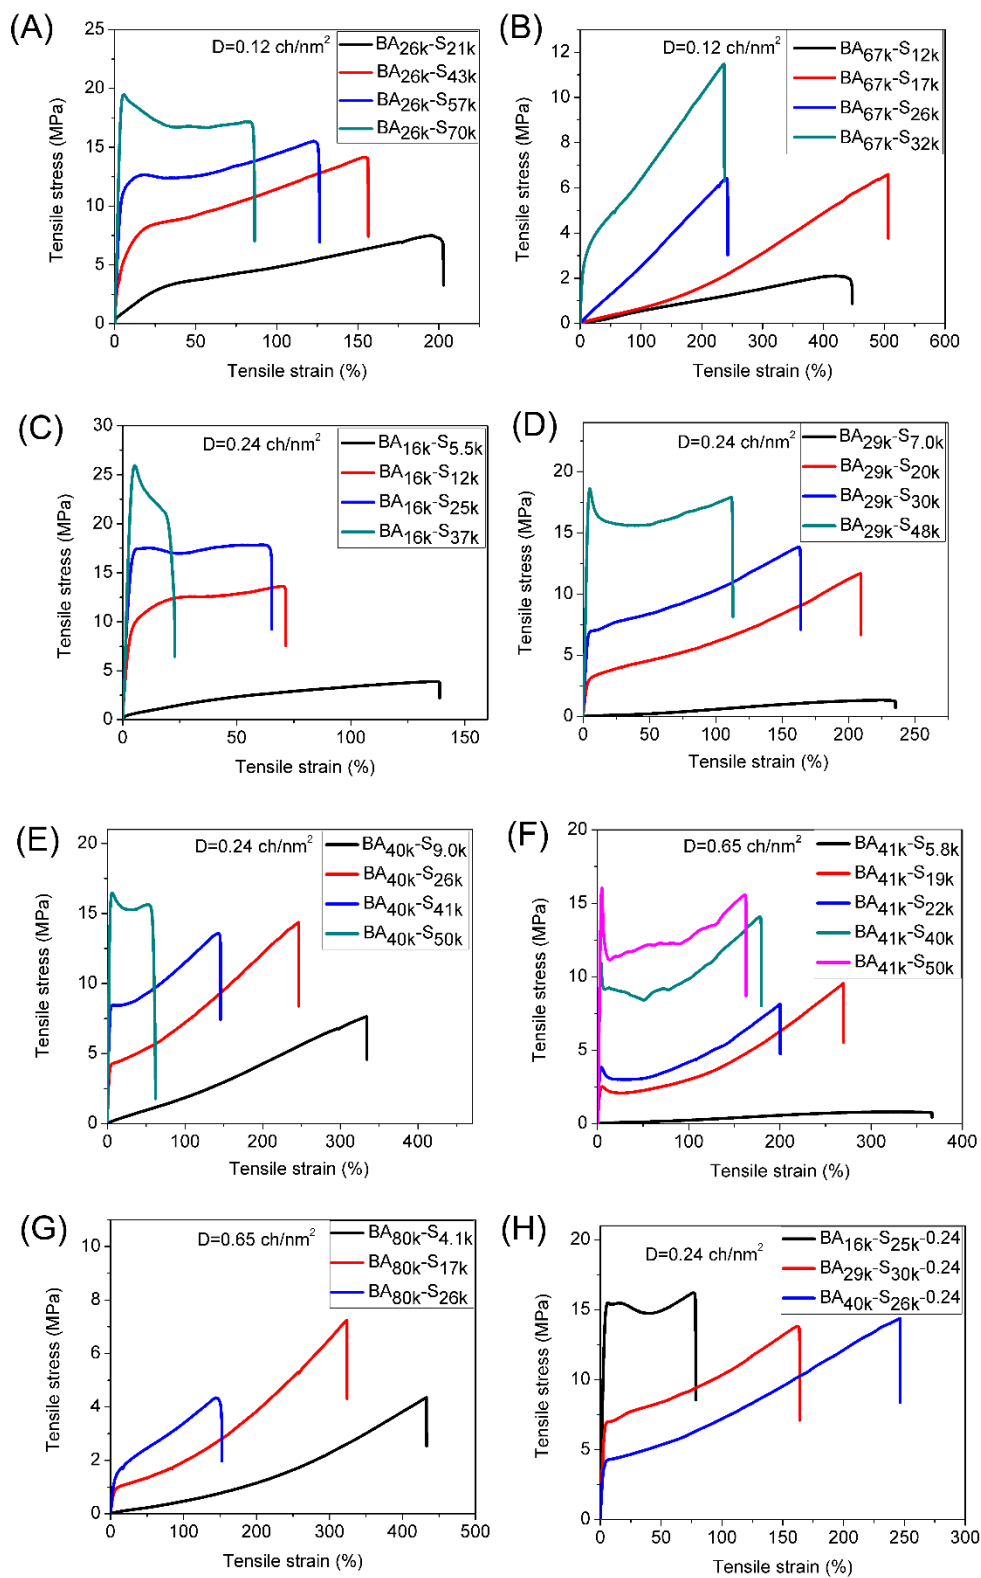 (A)
D=0.12 ch/nm²
BA26k-S21k
BA26k-S43k
BA26k-S57k
BA26k-S70k
Tensile stress (MPa)
25
20
15
10
5
0
0 50 100 150 200
Tensile strain (%)
(B)
D=0.12 ch/nm²
BA67k-S12k
BA67k-S17k
BA67k-S26k
BA67k-S32k
Tensile stress (MPa)
12
10
8
6
4
2
0
0 100 200 300 400 500 600
Tensile strain (%)
(C)
D=0.24 ch/nm²
BA16k-S5.5k
BA16k-S12k
BA16k-S25k
BA16k-S37k
Tensile stress (MPa)
30
25
20
15
10
5
0
0 50 100 150
Tensile strain (%)
(D)
D=0.24 ch/nm²
BA29k-S7.0k
BA29k-S20k
BA29k-S30k
BA29k-S48k
Tensile stress (MPa)
20
15
10
5
0
0 50 100 150 200 250
Tensile strain (%)
(E)
D=0.24 ch/nm²
BA40k-S9.0k
BA40k-S26k
BA40k-S41k
BA40k-S50k
Tensile stress (MPa)
20
15
10
5
0
0 100 200 300 400
Tensile strain (%)
(F)
D=0.65 ch/nm²
BA41k-S5.8k
BA41k-S19k
BA41k-S22k
BA41k-S40k
BA41k-S50k
Tensile stress (MPa)
20
15
10
5
0
0 100 200 300 400
Tensile strain (%)
(G)
D=0.65 ch/nm²
BA80k-S4.1k
BA80k-S17k
BA80k-S26k
Tensile stress (MPa)
10
8
6
4
2
0
0 100 200 300 400 500
Tensile strain (%)
(H)
D=0.24 ch/nm²
BA16k-S25k-0.24
BA29k-S30k-0.24
BA40k-S26k-0.24
Tensile stress (MPa)
20
15
10
5
0
0 50 100 150 200 250 300
Tensile strain (%)